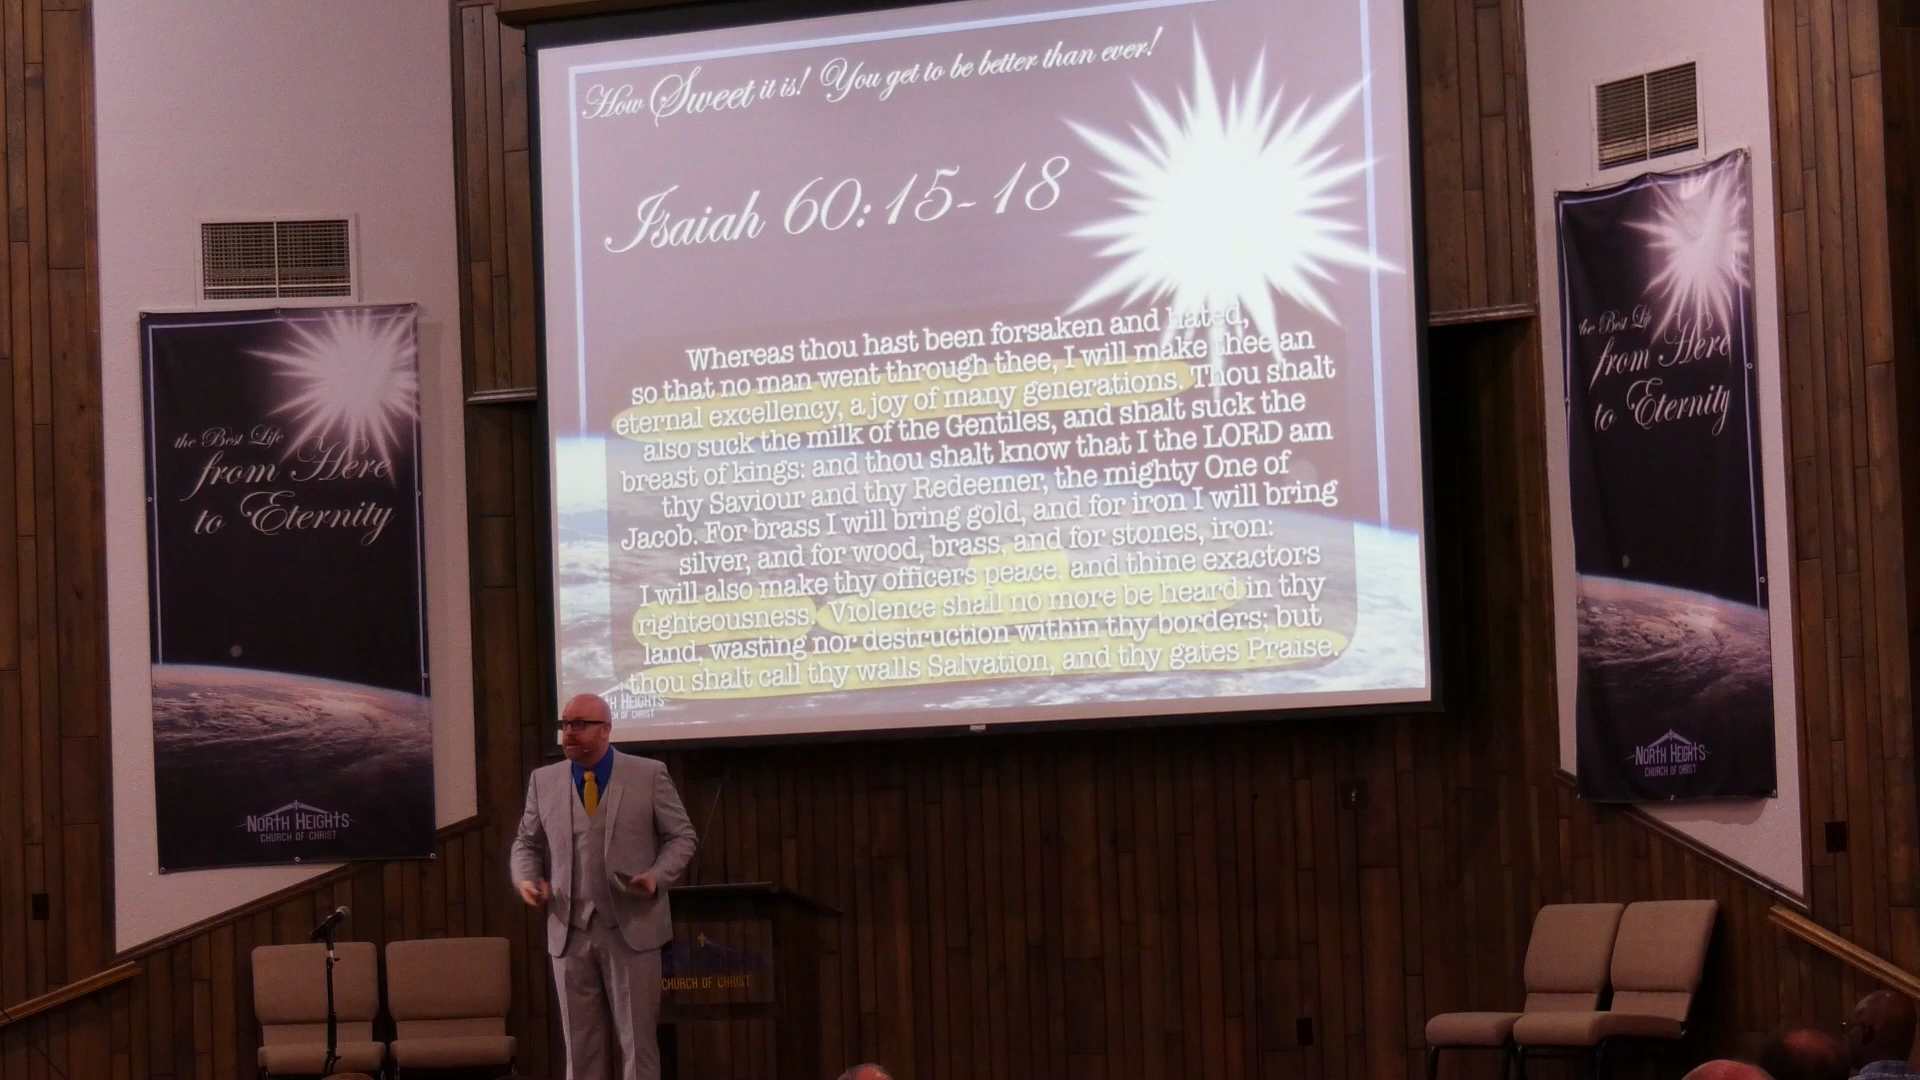 How Sweet it is! You get to be better than ever!
Isaiah 60:15-18
Whereas thou hast been forsaken and hated,
so that no man went through thee, I will make thee an
eternal excellency, a joy of many generations. Thou shalt
also suck the milk of the Gentiles, and shalt suck the
breast of kings: and thou shalt know that I the LORD am
thy Saviour and thy Redeemer, the mighty One of
Jacob. For brass I will bring gold, and for iron I will bring
silver, and for wood, brass, and for stones, iron:
I will also make thy officers peace, and thine exactors
righteousness. Violence shall no more be heard in thy
land, wasting nor destruction within thy borders; but
thou shalt call thy walls Salvation, and thy gates Praise.
H HEIGHTS
CH OF CHRIST
the Best Life
from Here
to Eternity
NORTH HEIGHTS
CHURCH OF CHRIST
the Best Life
from Here
to Eternity
NORTH HEIGHTS
CHURCH OF CHRIST
CHURCH OF CHRIST